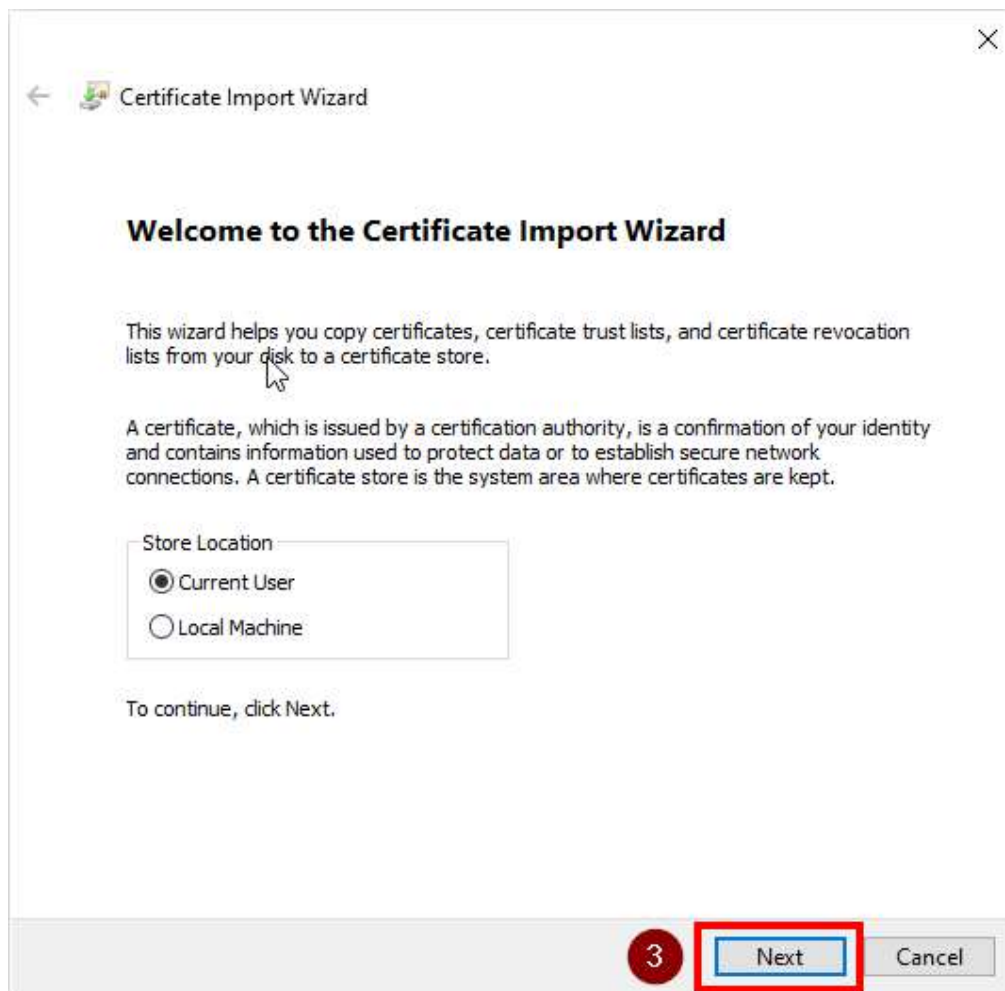 Certificate Import Wizard
Welcome to the Certificate Import Wizard
This wizard helps you copy certificates, certificate trust lists, and certificate revocation
lists from your disk to a certificate store.
A certificate, which is issued by a certification authority, is a confirmation of your identity
and contains information used to protect data or to establish secure network
connections. A certificate store is the system area where certificates are kept.
Store Location
Current User
Local Machine
To continue, click Next.
3 Next Cancel